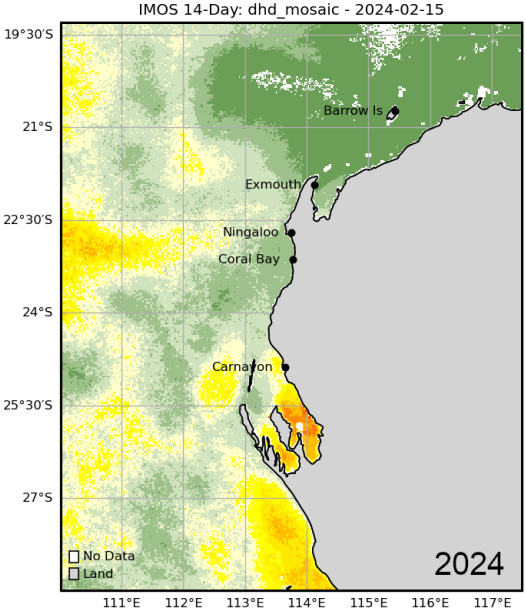 IMOS 14-Day: dhd_mosaic - 2024-02-15
19°30'S
Barrow Is
21°S
Exmouth
22°30'S
Ningaloo
Coral Bay
24°S
Carnavon
25°30'S
27°S
No Data
Land
2024
111°E 112°E 113°E 114°E 115°E 116°E 117°E